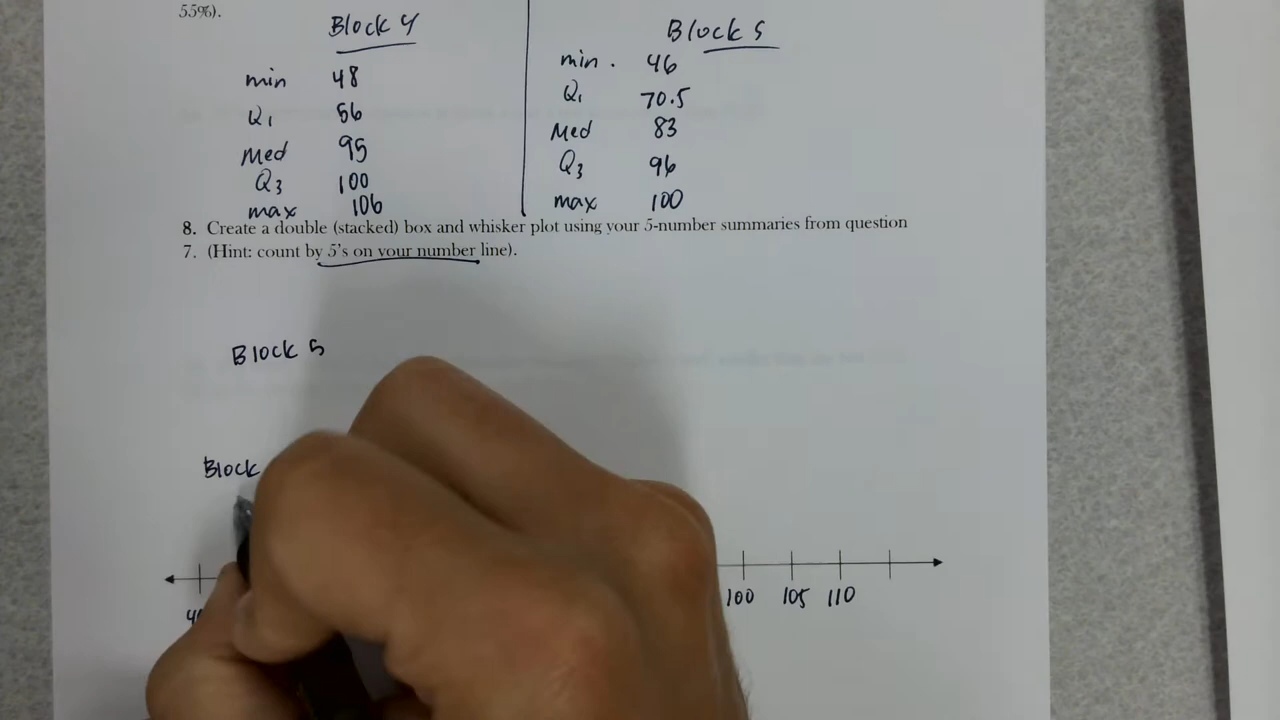 55%).
Block 4
min 48
Q1 56
Med 95
Q3 100
max 106
Block 5
min. 46
Q1 70.5
Med 83
Q3 96
max 100
8. Create a double (stacked) box and whisker plot using your 5-number summaries from question
7. (Hint: count by 5's on your number line).
Block 5
Block
100 105 110